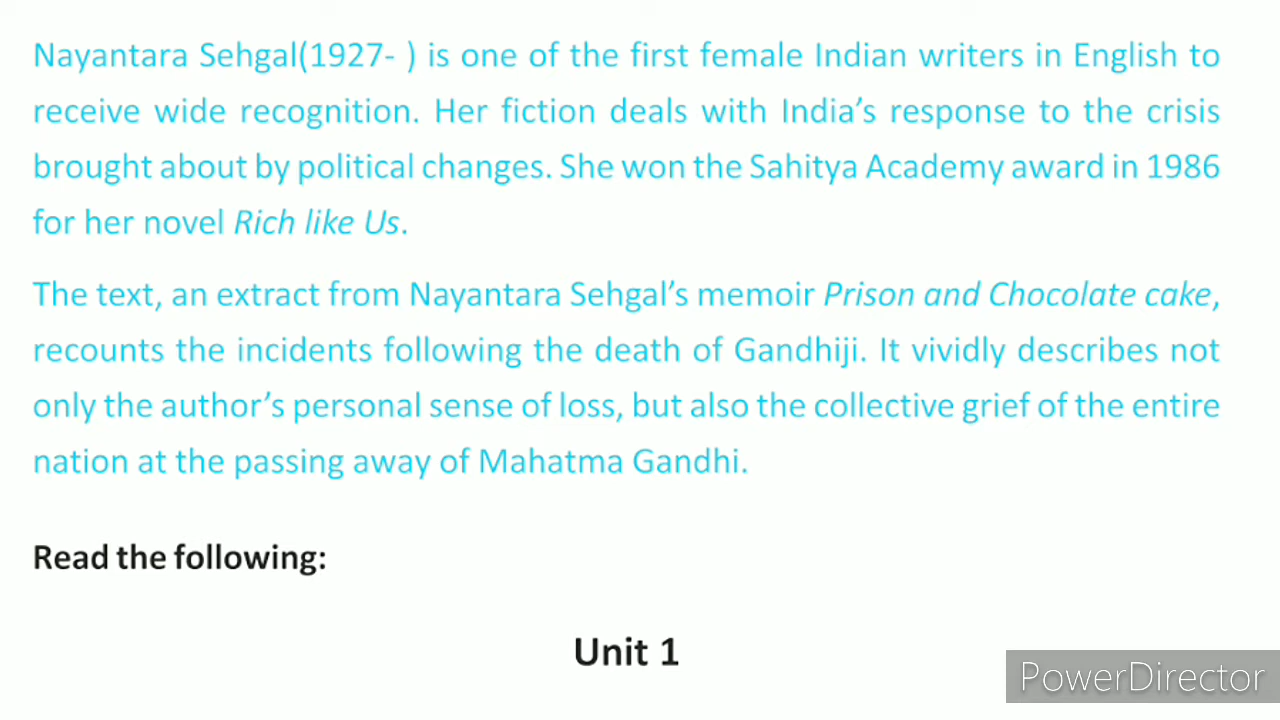 Nayantara Sehgal(1927- ) is one of the first female Indian writers in English to
receive wide recognition. Her fiction deals with India's response to the crisis
brought about by political changes. She won the Sahitya Academy award in 1986
for her novel Rich like Us.
The text, an extract from Nayantara Sehgal's memoir Prison and Chocolate cake,
recounts the incidents following the death of Gandhiji. It vividly describes not
only the author's personal sense of loss, but also the collective grief of the entire
nation at the passing away of Mahatma Gandhi.
Read the following:
Unit 1
PowerDirector